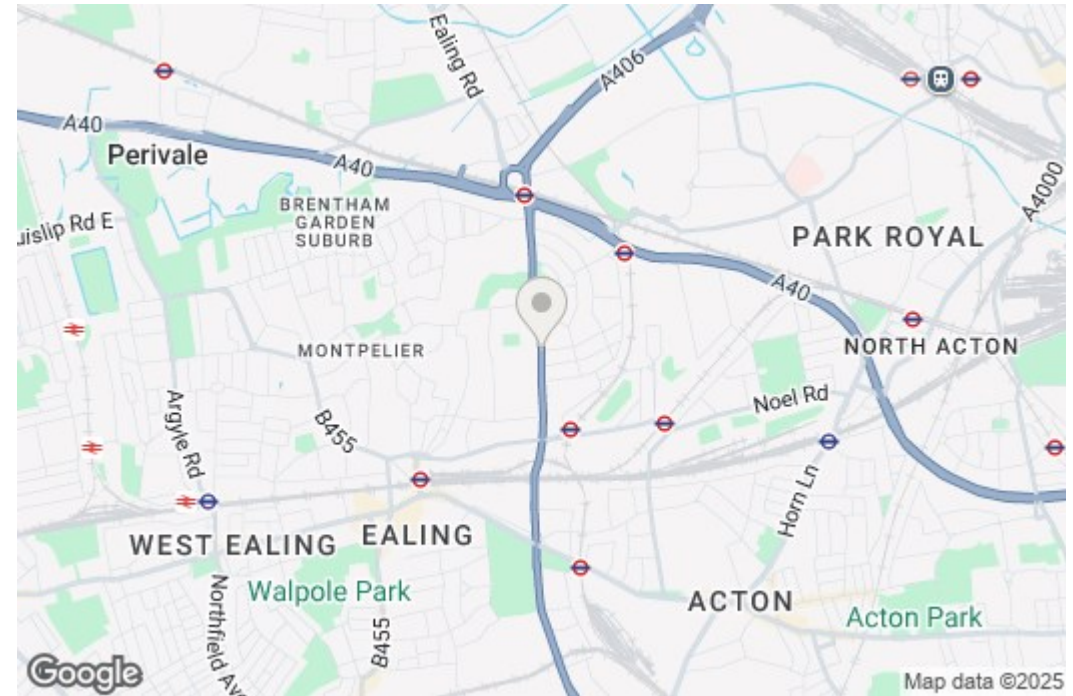 Ealing Rd
A406
A40
Perivale
A40
A4000
BRENTHAM
GARDEN
SUBURB
uislip Rd E
PARK ROYAL
A40
MONTPELIER
NORTH ACTON
Argyle Rd
B455
Noel Rd
Horn Ln
WEST EALING
EALING
Walpole Park
Northfield Av
B455
ACTON
Acton Park
Google
Map data ©2025